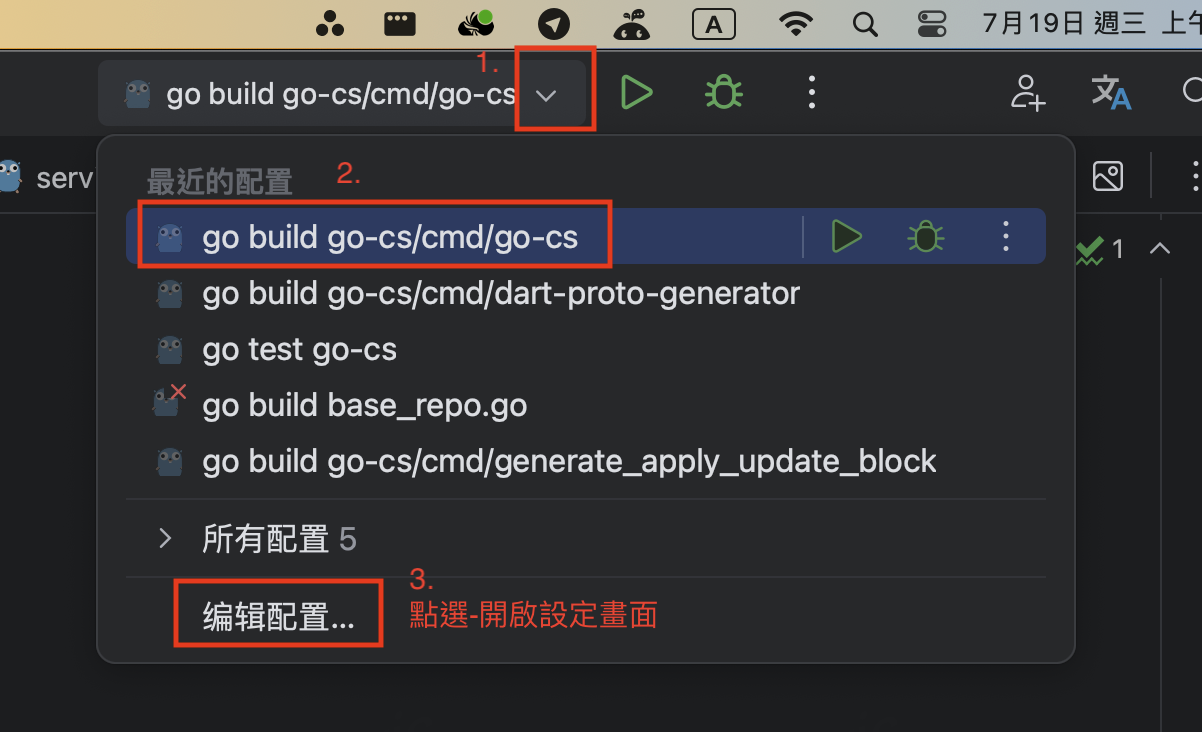 A
7月19日 週三 上午
1.
go build go-cs/cmd/go-cs
serv
最近的配置
2.
go build go-cs/cmd/go-cs
1
go build go-cs/cmd/dart-proto-generator
go test go-cs
go build base_repo.go
go build go-cs/cmd/generate_apply_update_block
所有配置 5
3.
编辑配置...
點選-開啟設定畫面